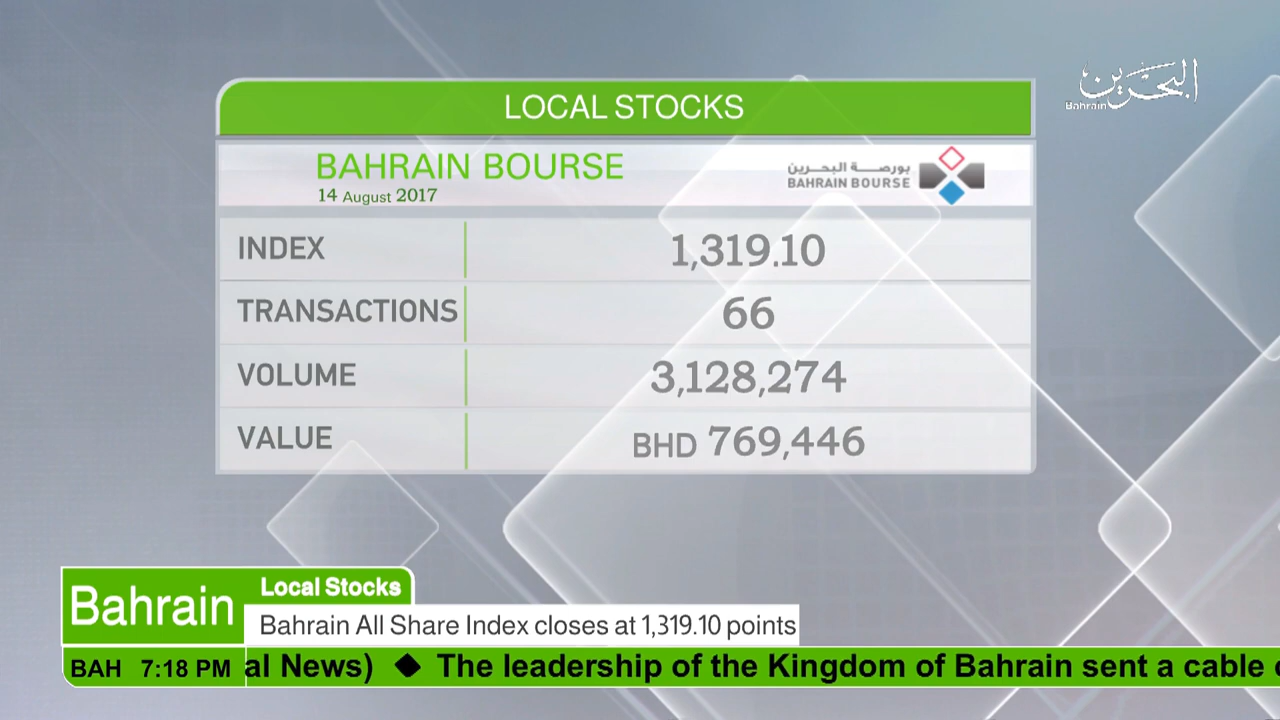 LOCAL STOCKS
البحرين
Bahrain
BAHRAIN BOURSE
14 August 2017
بورصة البحرين
BAHRAIN BOURSE
INDEX 1,319.10
TRANSACTIONS 66
VOLUME 3,128,274
VALUE BHD 769,446
Bahrain
Local Stocks
Bahrain All Share Index closes at 1,319.10 points
BAH 7:18 PM
al News) ◆ The leadership of the Kingdom of Bahrain sent a cable